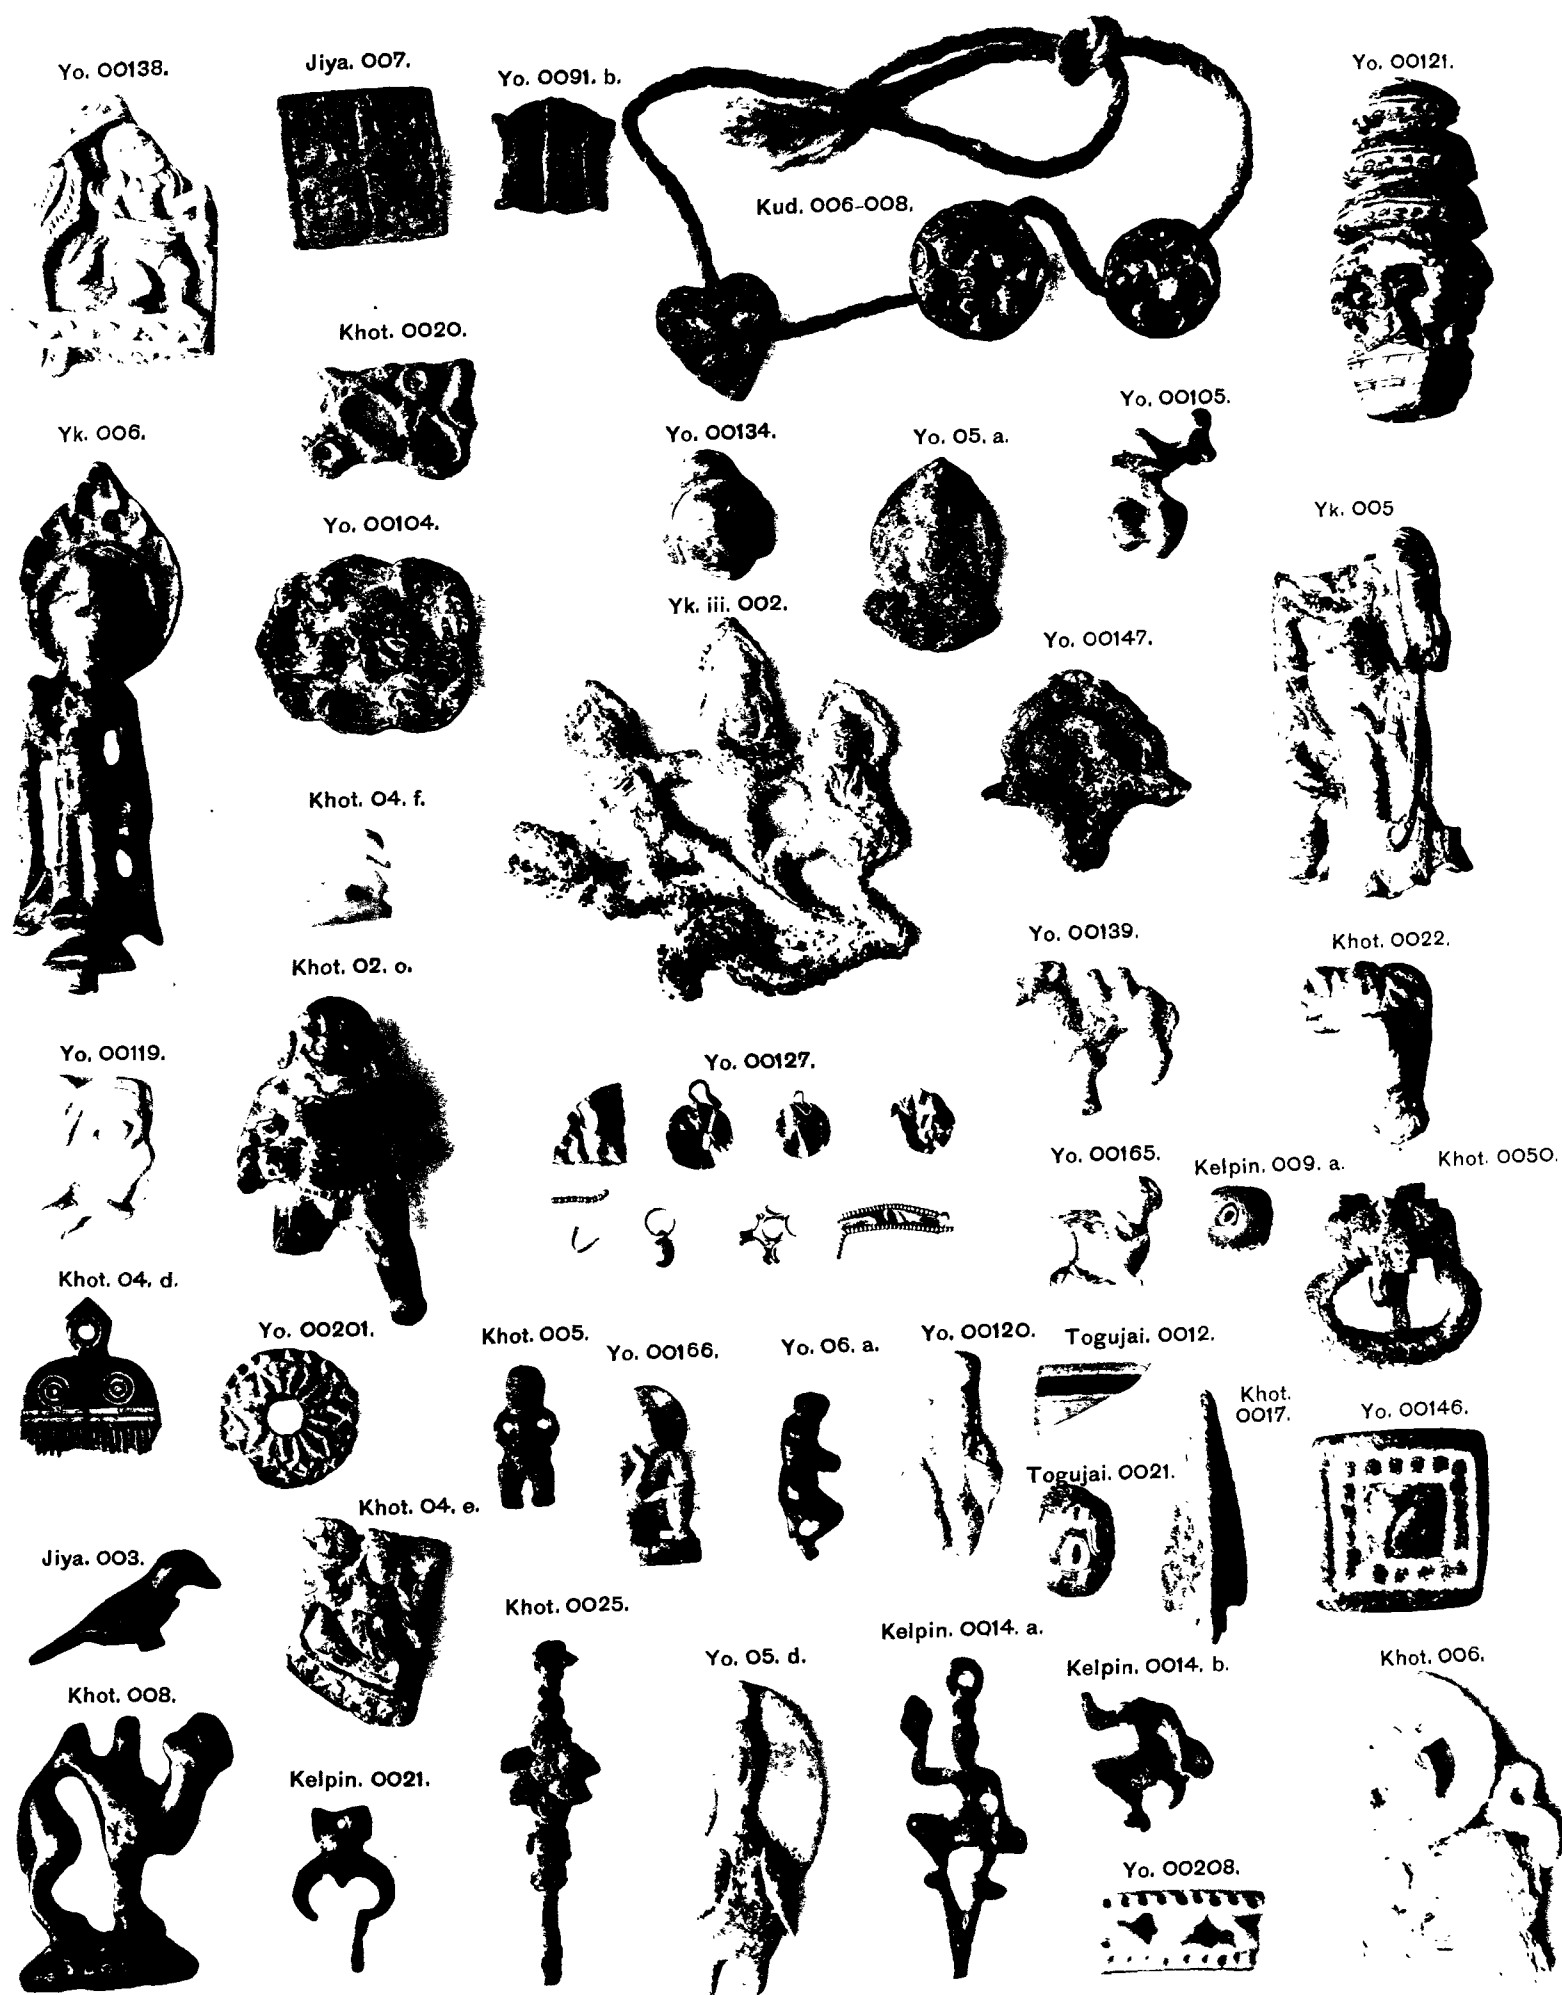 Yo. 00138.
Jiya. 007.
Yo. 0091. b.
Yo. 00121.
Kud. 006-008.
Khot. 0020.
Yo. 00105.
Yk. 006.
Yo. 00134.
Yo. 05. a.
Yk. 005
Yo. 00104.
Yk. iii. 002.
Yo. 00147.
Khot. 04. f.
Yo. 00139.
Khot. 0022.
Khot. 02. o.
Yo. 00119.
Yo. 00127.
Yo. 00165.
Kelpin. 009. a.
Khot. 0050.
Khot. 04. d.
Yo. 00201.
Khot. 005.
Yo. 00166.
Yo. 06. a.
Yo. 00120.
Togujai. 0012.
Khot.
0017.
Yo. 00146.
Togujai. 0021.
Khot. 04. e.
Jiya. 003.
Khot. 0025.
Kelpin. 0014. a.
Yo. 05. d.
Kelpin. 0014. b.
Khot. 006.
Khot. 008.
Kelpin. 0021.
Yo. 00208.